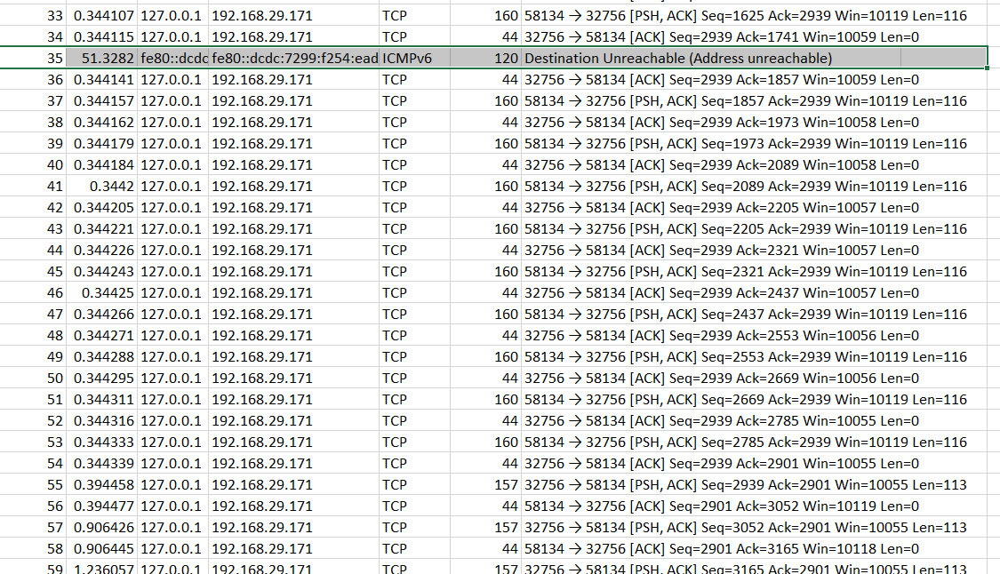 33 0.344107 127.0.0.1 192.168.29.171 TCP 160 58134 → 32756 [PSH, ACK] Seq=1625 Ack=2939 Win=10119 Len=116
34 0.344115 127.0.0.1 192.168.29.171 TCP 44 32756 → 58134 [ACK] Seq=2939 Ack=1741 Win=10059 Len=0
35 51.3282 fe80::dcdc fe80::dcdc:7299:f254:ead ICMPv6 120 Destination Unreachable (Address unreachable)
36 0.344141 127.0.0.1 192.168.29.171 TCP 44 32756 → 58134 [ACK] Seq=2939 Ack=1857 Win=10059 Len=0
37 0.344157 127.0.0.1 192.168.29.171 TCP 160 58134 → 32756 [PSH, ACK] Seq=1857 Ack=2939 Win=10119 Len=116
38 0.344162 127.0.0.1 192.168.29.171 TCP 44 32756 → 58134 [ACK] Seq=2939 Ack=1973 Win=10058 Len=0
39 0.344179 127.0.0.1 192.168.29.171 TCP 160 58134 → 32756 [PSH, ACK] Seq=1973 Ack=2939 Win=10119 Len=116
40 0.344184 127.0.0.1 192.168.29.171 TCP 44 32756 → 58134 [ACK] Seq=2939 Ack=2089 Win=10058 Len=0
41 0.3442 127.0.0.1 192.168.29.171 TCP 160 58134 → 32756 [PSH, ACK] Seq=2089 Ack=2939 Win=10119 Len=116
42 0.344205 127.0.0.1 192.168.29.171 TCP 44 32756 → 58134 [ACK] Seq=2939 Ack=2205 Win=10057 Len=0
43 0.344221 127.0.0.1 192.168.29.171 TCP 160 58134 → 32756 [PSH, ACK] Seq=2205 Ack=2939 Win=10119 Len=116
44 0.344226 127.0.0.1 192.168.29.171 TCP 44 32756 → 58134 [ACK] Seq=2939 Ack=2321 Win=10057 Len=0
45 0.344243 127.0.0.1 192.168.29.171 TCP 160 58134 → 32756 [PSH, ACK] Seq=2321 Ack=2939 Win=10119 Len=116
46 0.34425 127.0.0.1 192.168.29.171 TCP 44 32756 → 58134 [ACK] Seq=2939 Ack=2437 Win=10057 Len=0
47 0.344266 127.0.0.1 192.168.29.171 TCP 160 58134 → 32756 [PSH, ACK] Seq=2437 Ack=2939 Win=10119 Len=116
48 0.344271 127.0.0.1 192.168.29.171 TCP 44 32756 → 58134 [ACK] Seq=2939 Ack=2553 Win=10056 Len=0
49 0.344288 127.0.0.1 192.168.29.171 TCP 160 58134 → 32756 [PSH, ACK] Seq=2553 Ack=2939 Win=10119 Len=116
50 0.344295 127.0.0.1 192.168.29.171 TCP 44 32756 → 58134 [ACK] Seq=2939 Ack=2669 Win=10056 Len=0
51 0.344311 127.0.0.1 192.168.29.171 TCP 160 58134 → 32756 [PSH, ACK] Seq=2669 Ack=2939 Win=10119 Len=116
52 0.344316 127.0.0.1 192.168.29.171 TCP 44 32756 → 58134 [ACK] Seq=2939 Ack=2785 Win=10055 Len=0
53 0.344333 127.0.0.1 192.168.29.171 TCP 160 58134 → 32756 [PSH, ACK] Seq=2785 Ack=2939 Win=10119 Len=116
54 0.344339 127.0.0.1 192.168.29.171 TCP 44 32756 → 58134 [ACK] Seq=2939 Ack=2901 Win=10055 Len=0
55 0.394458 127.0.0.1 192.168.29.171 TCP 157 32756 → 58134 [PSH, ACK] Seq=2939 Ack=2901 Win=10055 Len=113
56 0.394477 127.0.0.1 192.168.29.171 TCP 44 58134 → 32756 [ACK] Seq=2901 Ack=3052 Win=10119 Len=0
57 0.906426 127.0.0.1 192.168.29.171 TCP 157 32756 → 58134 [PSH, ACK] Seq=3052 Ack=2901 Win=10055 Len=113
58 0.906445 127.0.0.1 192.168.29.171 TCP 44 58134 → 32756 [ACK] Seq=2901 Ack=3165 Win=10118 Len=0
59 1.236057 127.0.0.1 192.168.29.171 TCP 157 32756 → 58134 [PSH, ACK] Seq=3165 Ack=2901 Win=10055 Len=113